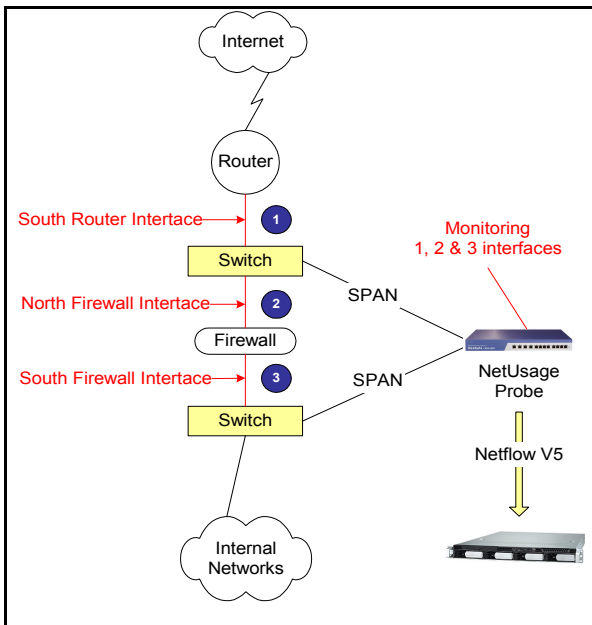 Internet
Router
South Router Intertace
1
Monitoring
1, 2 & 3 interfaces
Switch
SPAN
North Firewall Intertace
2
Firewall
South Firewall Intertace
3
SPAN
NetUsage
Probe
Switch
Netflow V5
Internal
Networks